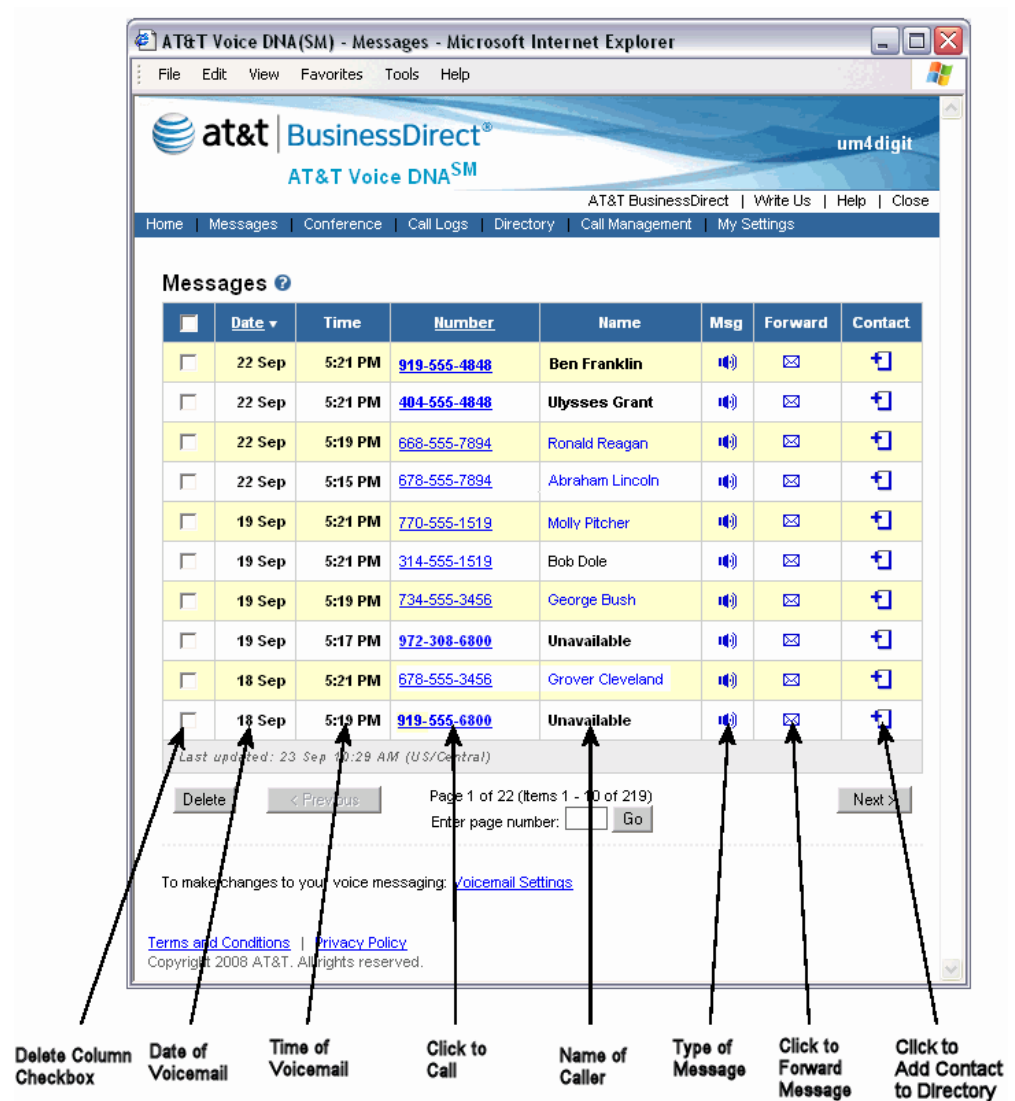 AT&T Voice DNA(SM) - Messages - Microsoft Internet Explorer
File Edit View Favorites Tools Help
at&t BusinessDirect®
um4digit
AT&T Voice DNA SM
AT&T BusinessDirect | Write Us | Help | Close
Home | Messages | Conference | Call Logs | Directory | Call Management | My Settings
Messages ?
Date Time Number Name Msg Forward Contact
22 Sep 5:21 PM 919-555-4848 Ben Franklin
22 Sep 5:21 PM 404-555-4848 Ulysses Grant
22 Sep 5:19 PM 668-555-7894 Ronald Reagan
22 Sep 5:15 PM 678-555-7894 Abraham Lincoln
19 Sep 5:21 PM 770-555-1519 Molly Pitcher
19 Sep 5:21 PM 314-555-1519 Bob Dole
19 Sep 5:19 PM 734-555-3456 George Bush
19 Sep 5:17 PM 972-308-6800 Unavailable
18 Sep 5:21 PM 678-555-3456 Grover Cleveland
18 Sep 5:19 PM 919-555-6800 Unavailable
Last updated: 23 Sep 10:29 AM (US/Central)
Delete < Previous Page 1 of 22 (Items 1 - 10 of 219) Next >
Enter page number: Go
To make changes to your voice messaging: Voicemail Settings
Terms and Conditions | Privacy Policy
Copyright 2008 AT&T. All rights reserved.
Delete Column
Checkbox
Date of
Voicemail
Time of
Voicemail
Click to
Call
Name of
Caller
Type of
Message
Click to
Forward
Message
Click to
Add Contact
to Directory